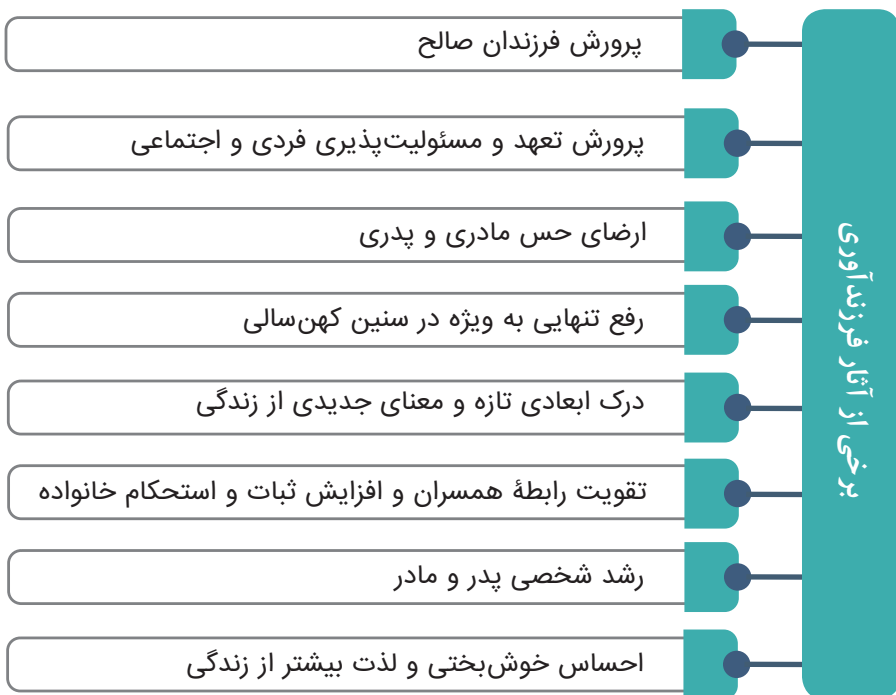 برخی از آثار فرزندآوری
پرورش فرزندان صالح
پرورش تعهد و مسئولیت‌پذیری فردی و اجتماعی
ارضای حس مادری و پدری
رفع تنهایی به ویژه در سنین کهن‌سالی
درک ابعادی تازه و معنای جدیدی از زندگی
تقویت رابطهٔ همسران و افزایش ثبات و استحکام خانواده
رشد شخصی پدر و مادر
احساس خوش‌بختی و لذت بیشتر از زندگی